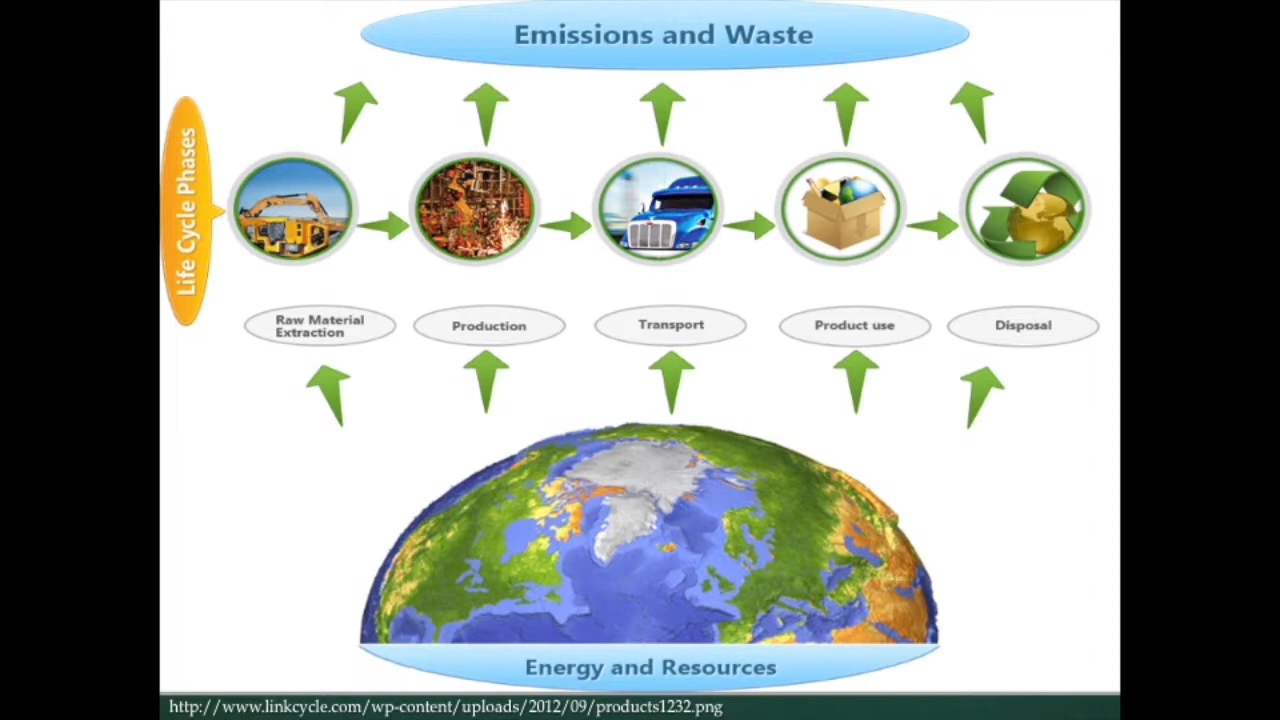 Emissions and Waste
Life Cycle Phases
Raw Material
Extraction
Production
Transport
Product use
Disposal
Energy and Resources
http://www.linkcycle.com/wp-content/uploads/2012/09/products1232.png